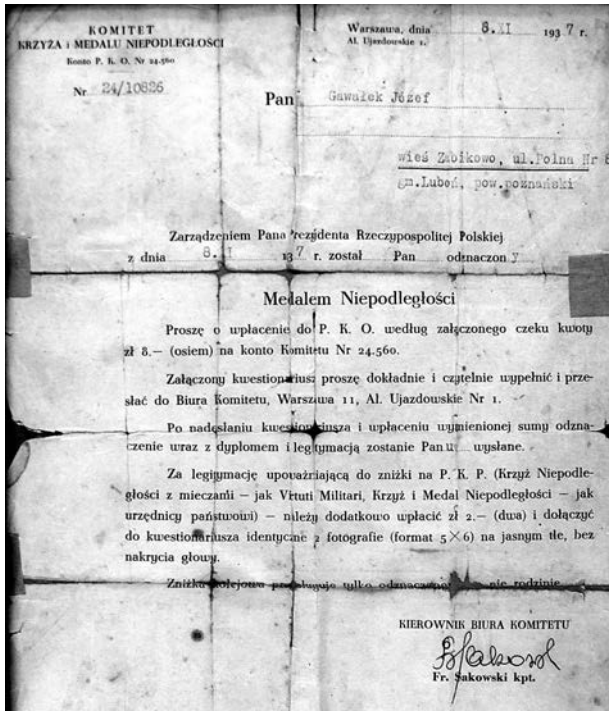 KOMITET
KRZYŻA i MEDALU NIEPODLEGŁOŚCI
Konto P. K. O. Nr 24.560
Nr 24/10826
Warszawa, dnia 8.XI 1937 r.
Al. Ujazdowskie 1.
Pan Gawałek Józef
wieś Żabikowo, ul.Polna Nr 8
gm.Luboń, pow.poznański
Zarządzeniem Pana Prezydenta Rzeczypospolitej Polskiej
z dnia 8.XI 1937 r. został Pan odznaczony
Medalem Niepodległości
Proszę o wpłacenie do P. K. O. według załączonego czeku kwoty
zł 8.— (osiem) na konto Komitetu Nr 24.560.
Załączony kwestionariusz proszę dokładnie i czytelnie wypełnić i prze-
słać do Biura Komitetu, Warszawa 11, Al. Ujazdowskie Nr 1.
Po nadesłaniu kwestionariusza i wpłaceniu wymienionej sumy odzna-
czenie wraz z dyplomem i legitymacją zostanie Panu wysłane.
Za legitymację upoważniającą do zniżki na P. K. P. (Krzyż Niepodle-
głości z mieczami — jak Virtuti Militari, Krzyż i Medal Niepodległości — jak
urzędnicy państwowi) — należy dodatkowo wpłacić zł 2.— (dwa) i dołączyć
do kwestionariusza identyczne 2 fotografie (format 5×6) na jasnym tle, bez
nakrycia głowy.
Zniżka kolejowa przysługuje tylko nie rodzinie
KIEROWNIK BIURA KOMITETU
Fr. Sakowski kpt.